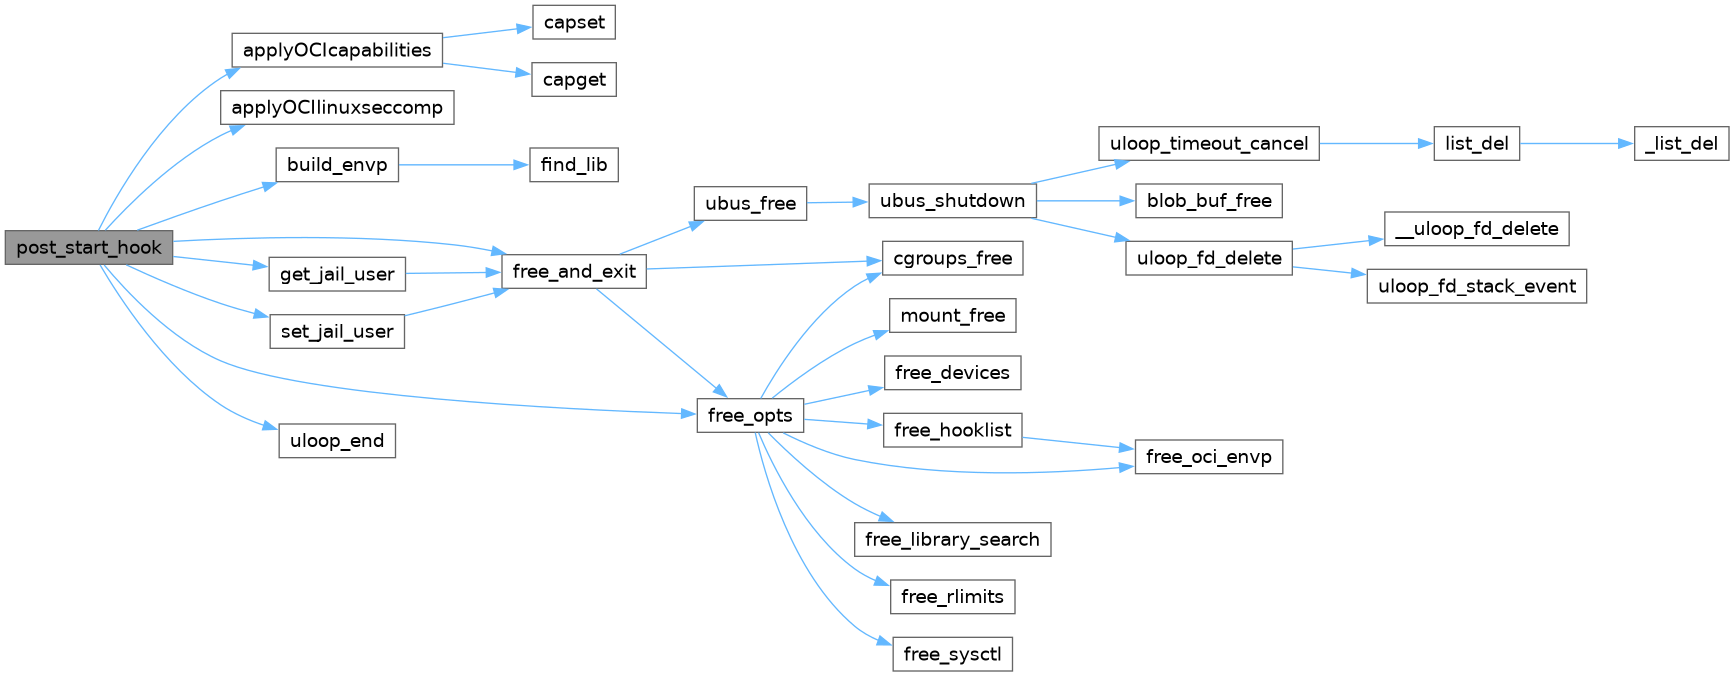 post_start_hook
applyOCIcapabilities
applyOCIlinuxseccomp
build_envp
get_jail_user
set_jail_user
uloop_end
capset
capget
find_lib
free_and_exit
ubus_free
free_opts
ubus_shutdown
cgroups_free
mount_free
free_devices
free_hooklist
free_library_search
free_rlimits
free_sysctl
uloop_timeout_cancel
blob_buf_free
uloop_fd_delete
free_oci_envp
list_del
__uloop_fd_delete
uloop_fd_stack_event
_list_del